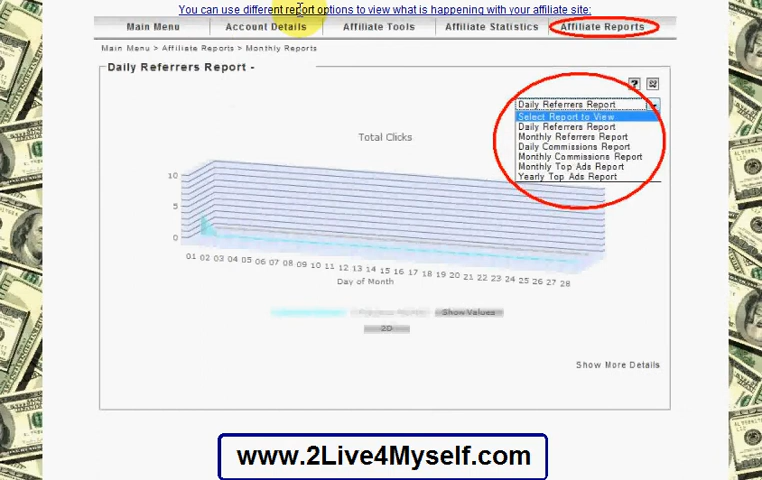 You can use different report options to view what is happening with your affiliate site:
Main Menu Account Details Affiliate Tools Affiliate Statistics Affiliate Reports
Main Menu > Affiliate Reports > Monthly Reports
Daily Referrers Report -
?
Daily Referrers Report
Select Report to View
Daily Referrers Report
Monthly Referrers Report
Daily Commissions Report
Monthly Commissions Report
Monthly Top Ads Report
Yearly Top Ads Report
Total Clicks
10
5
0
01 02 03 04 05 06 07 08 09 10 11 12 13 14 15 16 17 18 19 20 21 22 23 24 25 26 27 28
Day of Month
Show Values
2D
Show More Details
www.2Live4Myself.com